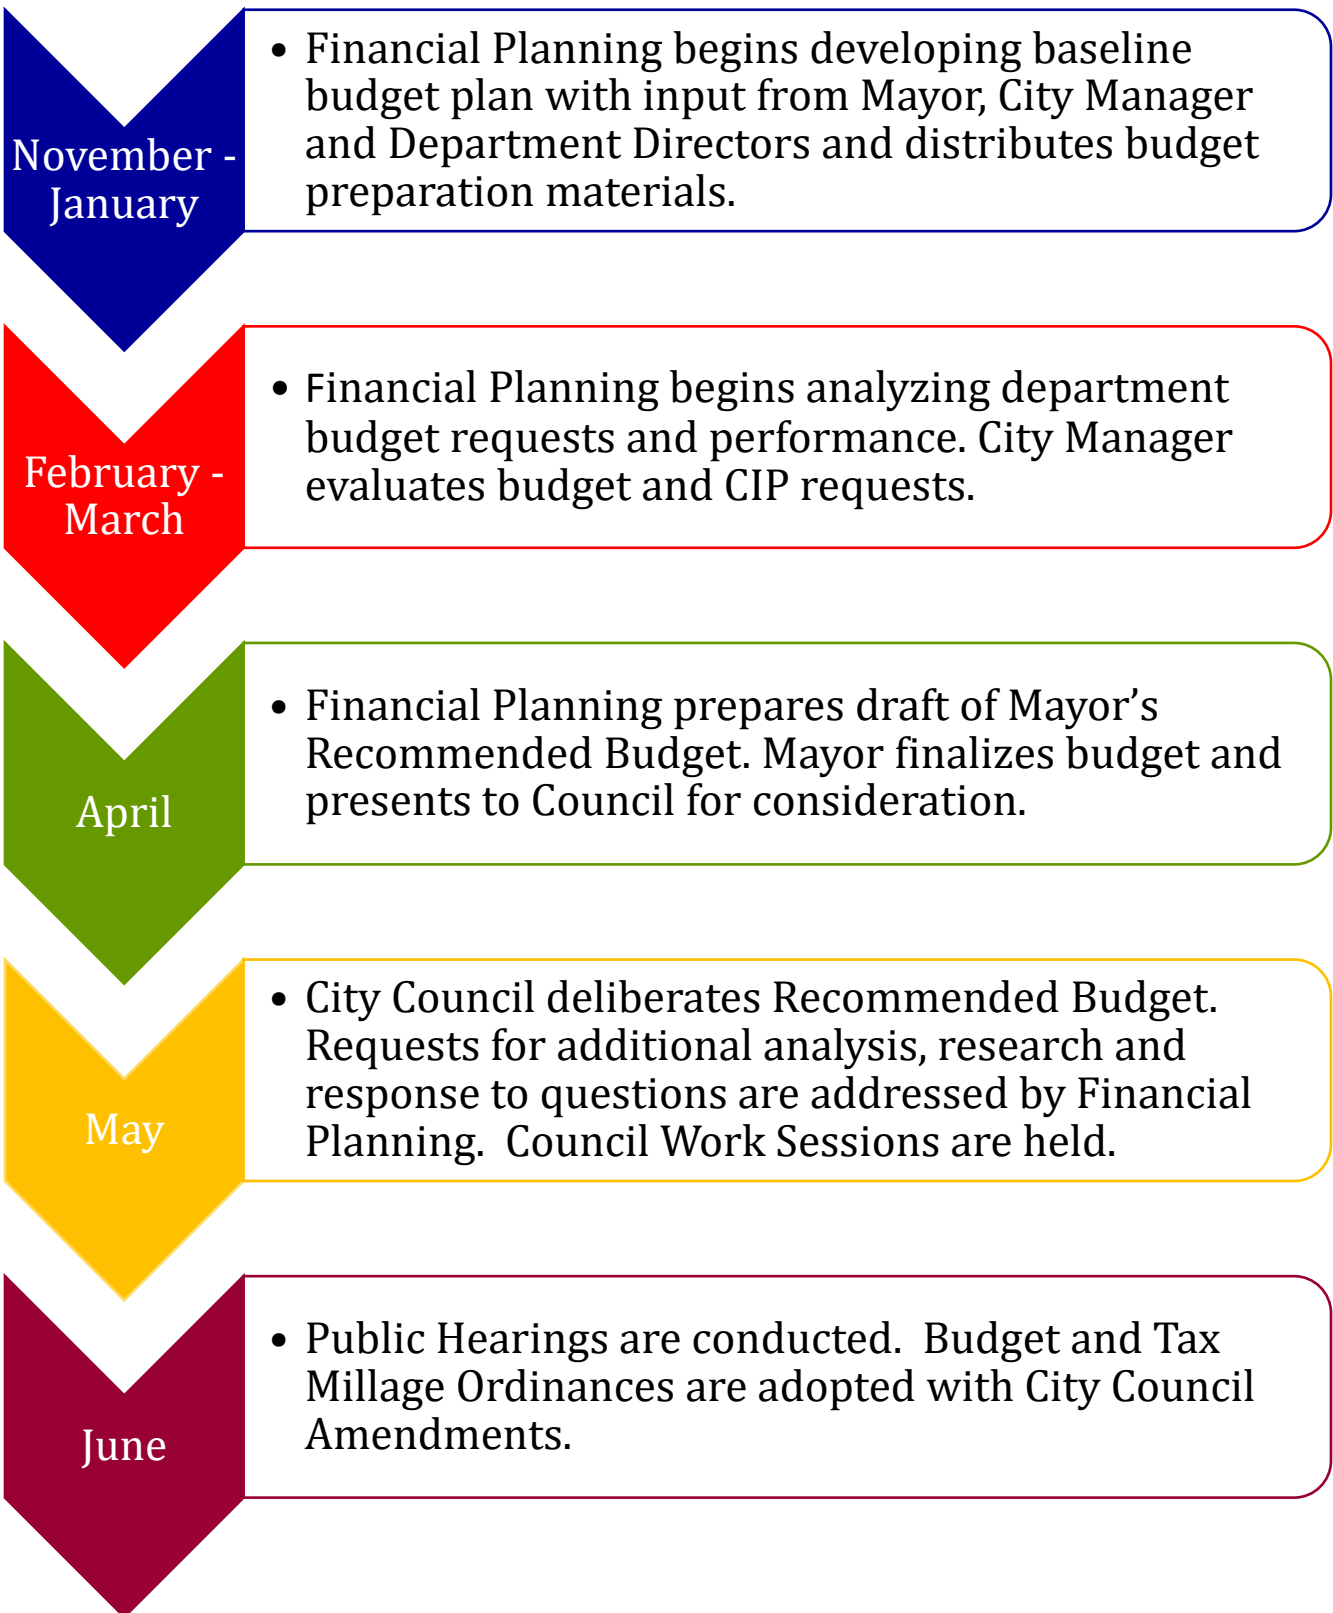 November -
January
• Financial Planning begins developing baseline
budget plan with input from Mayor, City Manager
and Department Directors and distributes budget
preparation materials.
February -
March
• Financial Planning begins analyzing department
budget requests and performance. City Manager
evaluates budget and CIP requests.
April
• Financial Planning prepares draft of Mayor’s
Recommended Budget. Mayor finalizes budget and
presents to Council for consideration.
May
• City Council deliberates Recommended Budget.
Requests for additional analysis, research and
response to questions are addressed by Financial
Planning.  Council Work Sessions are held.
June
• Public Hearings are conducted.  Budget and Tax
Millage Ordinances are adopted with City Council
Amendments.